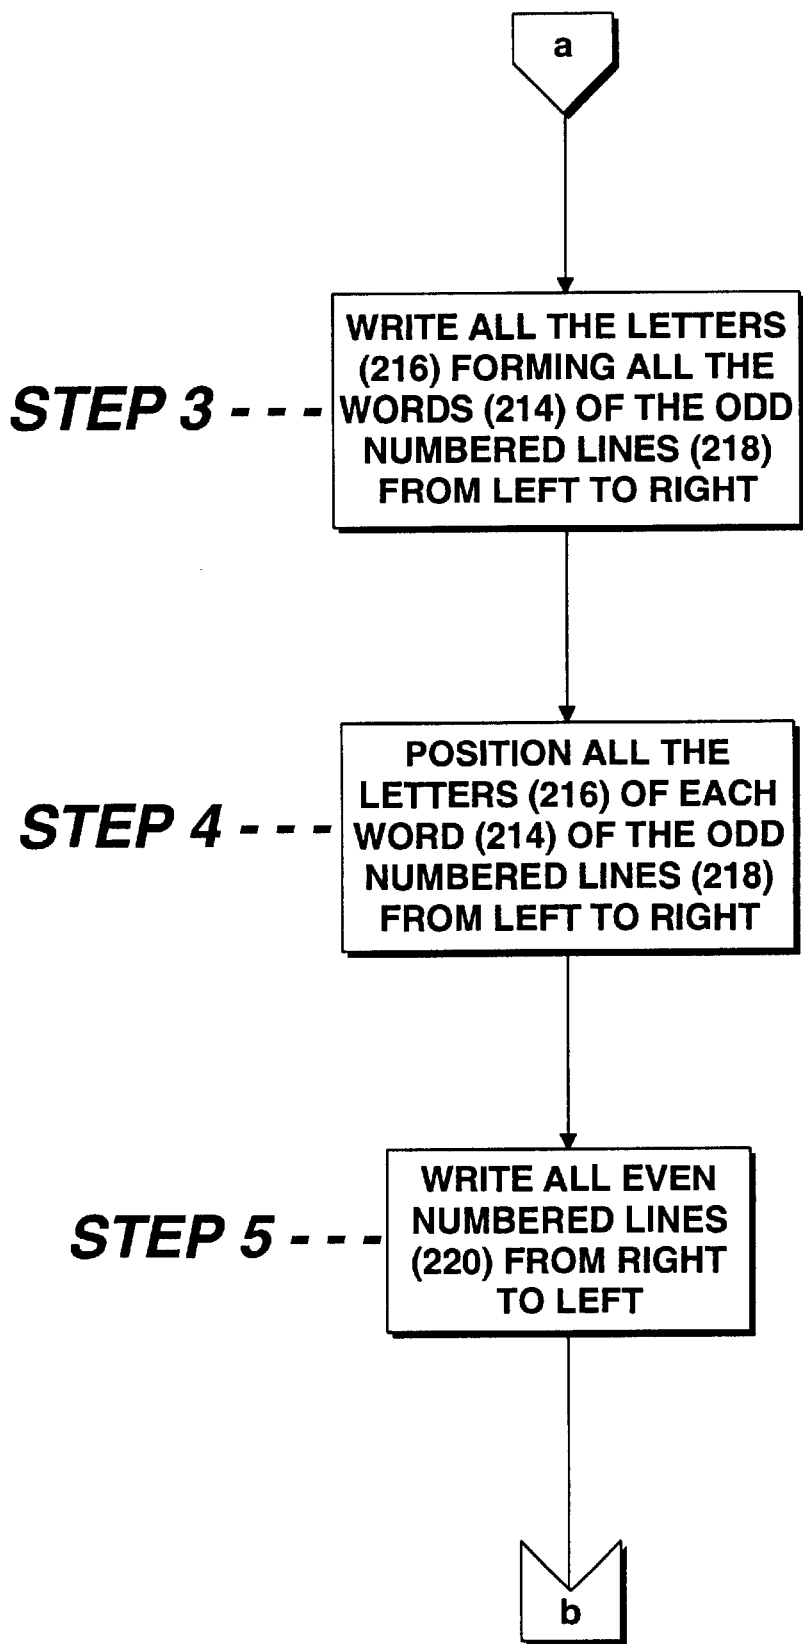 a
WRITE ALL THE LETTERS
(216) FORMING ALL THE
STEP 3 - - - WORDS (214) OF THE ODD
NUMBERED LINES (218)
FROM LEFT TO RIGHT
POSITION ALL THE
LETTERS (216) OF EACH
STEP 4 - - - WORD (214) OF THE ODD
NUMBERED LINES (218)
FROM LEFT TO RIGHT
WRITE ALL EVEN
STEP 5 - - - NUMBERED LINES
(220) FROM RIGHT
TO LEFT
b